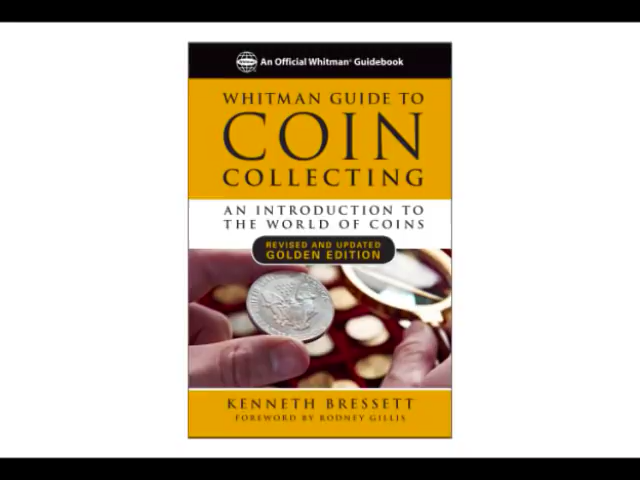 An Official Whitman® Guidebook
WHITMAN GUIDE TO
COIN
COLLECTING
AN INTRODUCTION TO
THE WORLD OF COINS
REVISED AND UPDATED
GOLDEN EDITION
KENNETH BRESSETT
FOREWORD BY RODNEY GILLIS